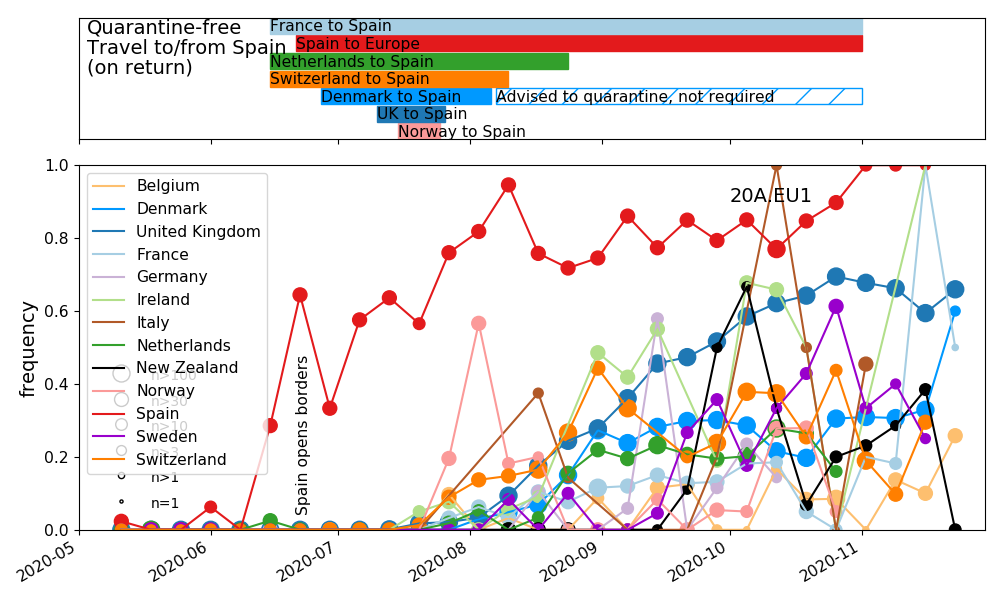 Quarantine-free
Travel to/from Spain
(on return)
France to Spain
Spain to Europe
Netherlands to Spain
Switzerland to Spain
Denmark to Spain
Advised to quarantine, not required
UK to Spain
Norway to Spain
20A.EU1
Belgium
Denmark
United Kingdom
France
Germany
Ireland
Italy
Netherlands
New Zealand
Norway
Spain
Sweden
Switzerland
n>100
n>30
n>10
n>3
n>1
n=1
Spain opens borders
frequency
1.0
0.8
0.6
0.4
0.2
0.0
2020-05
2020-06
2020-07
2020-08
2020-09
2020-10
2020-11